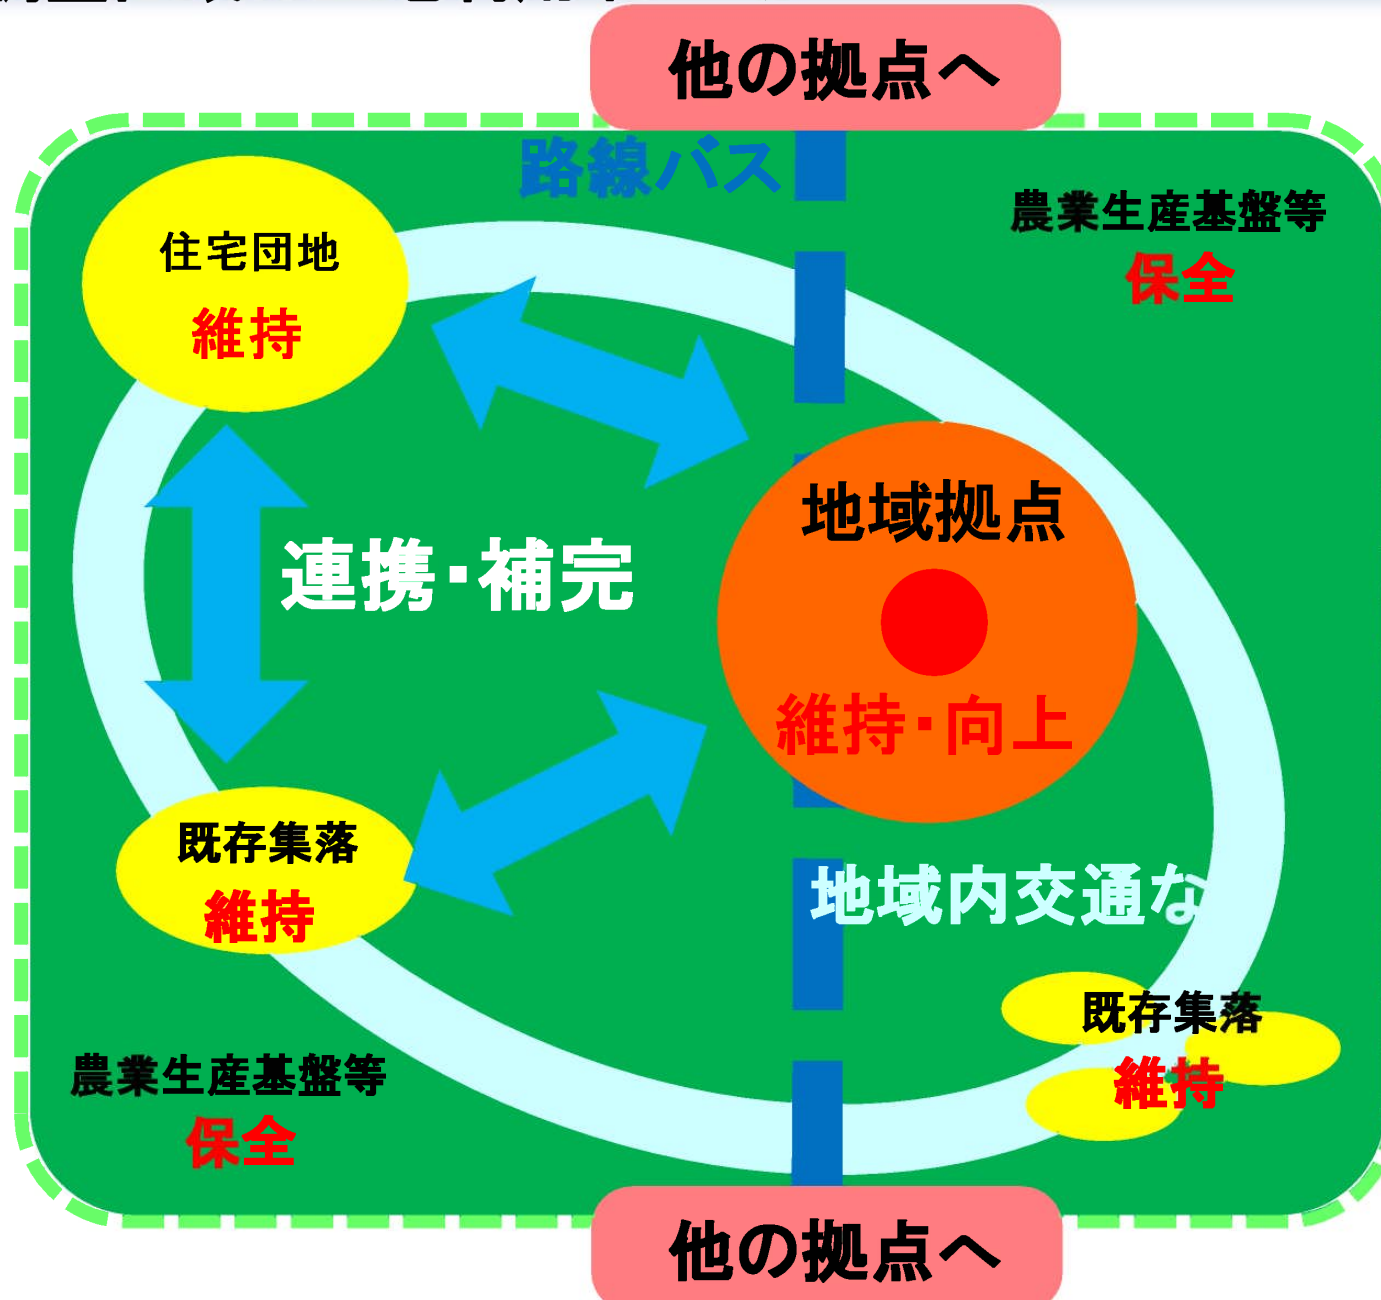 他の拠点へ
路線バス
農業生産基盤等
保全
住宅団地
維持
地域拠点
連携・補完
維持・向上
既存集落
維持
地域内交通な
既存集落
維持
農業生産基盤等
保全
他の拠点へ